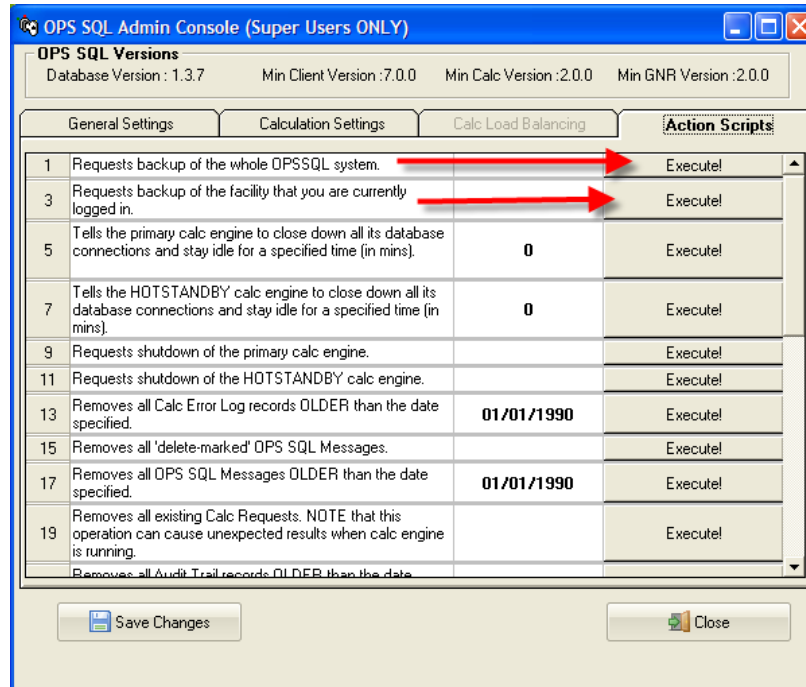 OPS SQL Admin Console (Super Users ONLY)
OPS SQL Versions
Database Version : 1.3.7 Min Client Version :7.0.0 Min Calc Version :2.0.0 Min GNR Version :2.0.0
General Settings Calculation Settings Calc Load Balancing Action Scripts
1 Requests backup of the whole OPSSQL system. Execute!
3 Requests backup of the facility that you are currently
logged in.
Execute!
5 Tells the primary calc engine to close down all its database
connections and stay idle for a specified time (in mins).
0 Execute!
7 Tells the HOTSTANDBY calc engine to close down all its
database connections and stay idle for a specified time (in
mins).
0 Execute!
9 Requests shutdown of the primary calc engine. Execute!
11 Requests shutdown of the HOTSTANDBY calc engine. Execute!
13 Removes all Calc Error Log records OLDER than the date
specified.
01/01/1990 Execute!
15 Removes all 'delete-marked' OPS SQL Messages. Execute!
17 Removes all OPS SQL Messages OLDER than the date
specified.
01/01/1990 Execute!
19 Removes all existing Calc Requests. NOTE that this
operation can cause unexpected results when calc engine
is running.
Execute!
Removes all Audit Trail records OLDER than the date
Save Changes Close